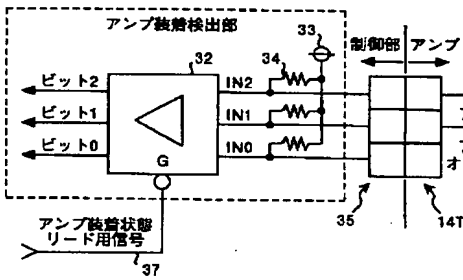 アンプ装着検出部
33
制御部 アンプ
32
34
ビット2
IN2
ビット1
IN1
ビット0
IN0
G
オ
アンプ装着状態
リード用信号
37
35
14T